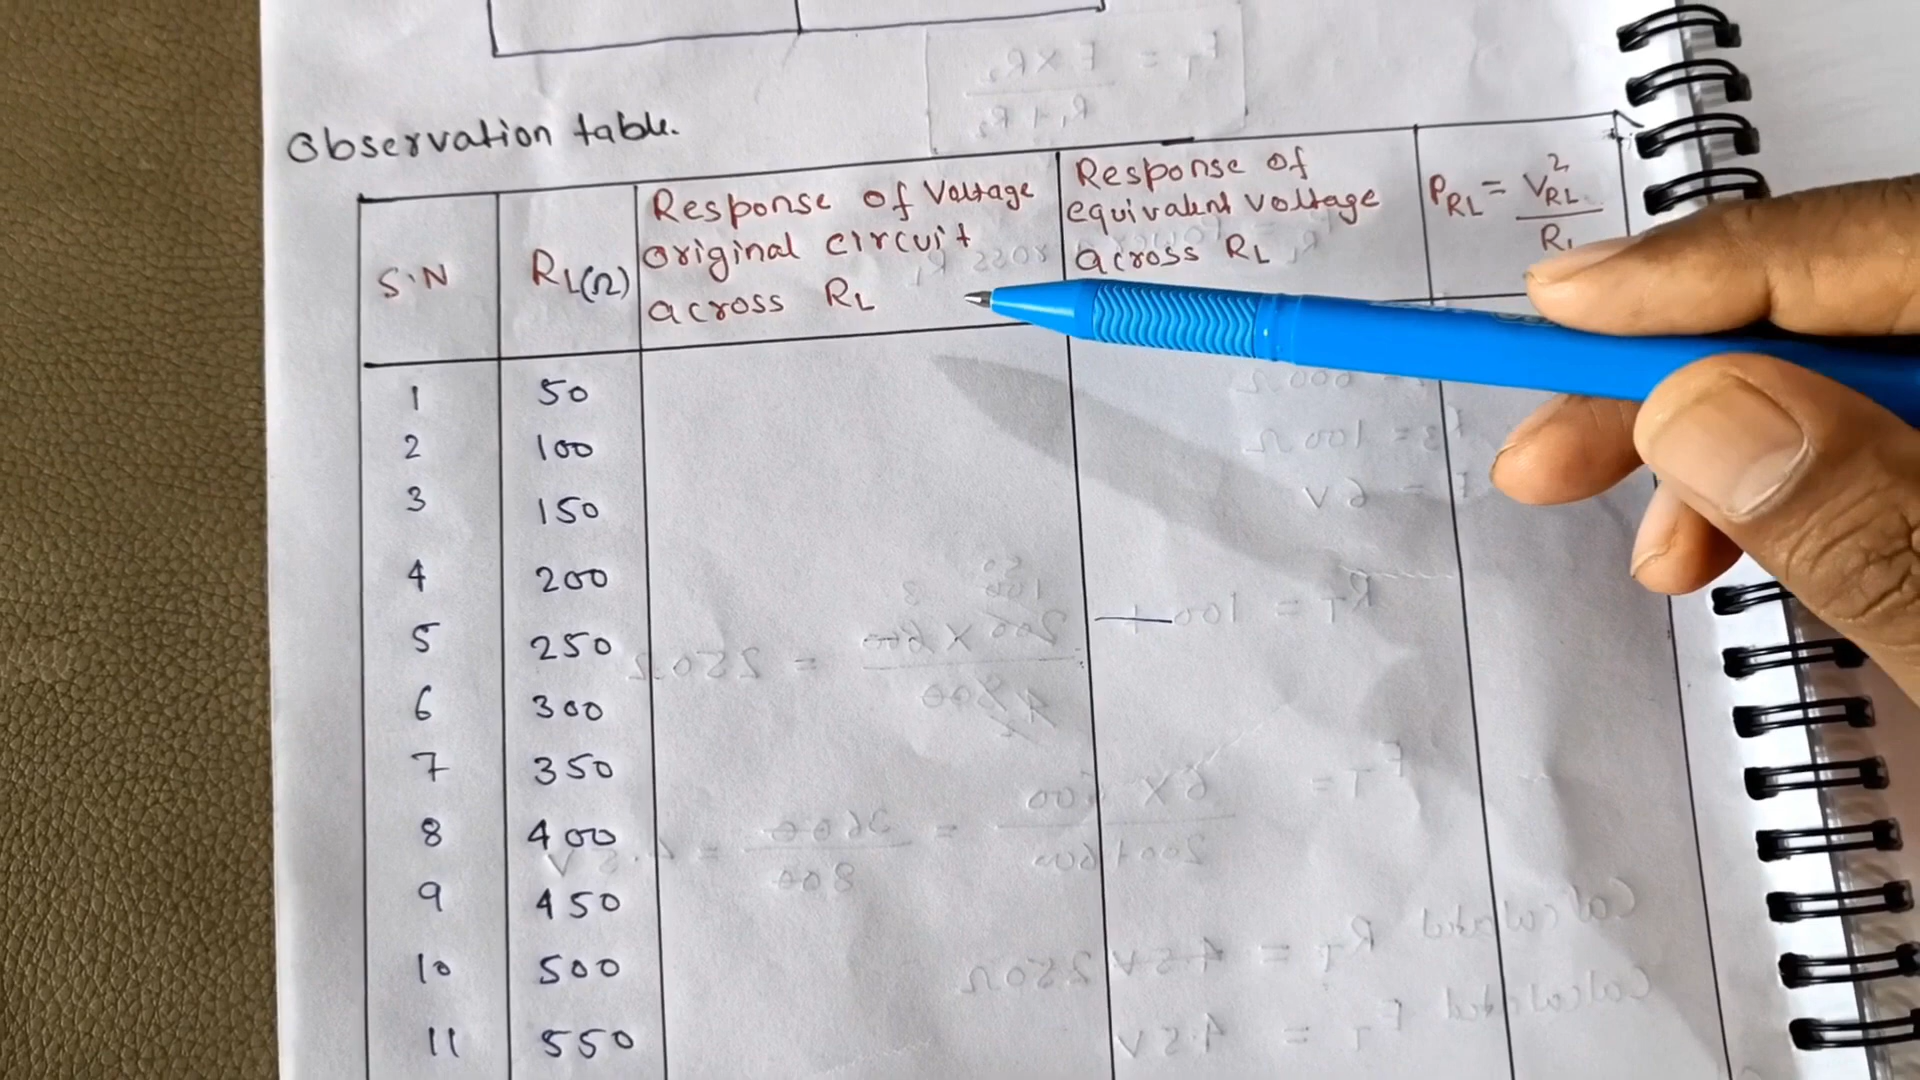 Observation table.
S.N
RL(Ω)
Response of Voltage
original circuit
across RL
Response of
equivalent voltage
across RL
PRL = V²RL
RL
1 50
2 100
3 150
4 200
5 250
6 300
7 350
8 400
9 450
10 500
11 550